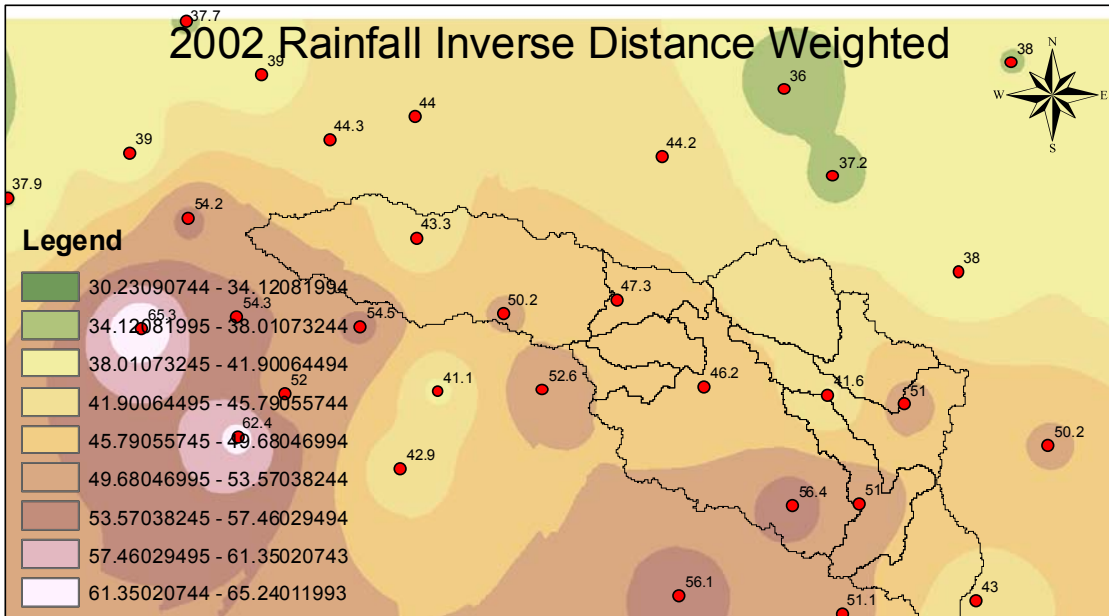 2002 Rainfall Inverse Distance Weighted
37.7
39
36
38
N
W
E
S
44
44.3
44.2
39
37.2
37.9
54.2
43.3
38
47.3
54.3
50.2
65.3
54.5
52
41.1
52.6
46.2
41.6
51
62.4
50.2
42.9
56.4
51
56.1
51.1
43
Legend
30.23090744 - 34.12081994
34.12081995 - 38.01073244
38.01073245 - 41.90064494
41.90064495 - 45.79055744
45.79055745 - 49.68046994
49.68046995 - 53.57038244
53.57038245 - 57.46029494
57.46029495 - 61.35020743
61.35020744 - 65.24011993